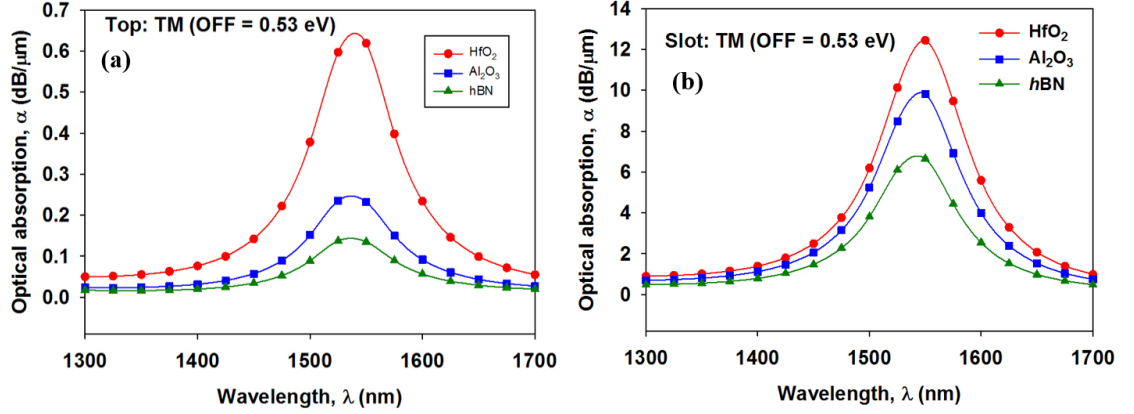 Top: TM (OFF = 0.53 eV)
(a)
HfO₂
Al₂O₃
hBN
0.7
0.6
0.5
0.4
0.3
0.2
0.1
0.0
Optical absorption, α (dB/μm)
1300 1400 1500 1600 1700
Wavelength, λ (nm)
Slot: TM (OFF = 0.53 eV)
(b)
HfO₂
Al₂O₃
hBN
14
12
10
8
6
4
2
0
Optical absorption, α (dB/μm)
1300 1400 1500 1600 1700
Wavelength, λ (nm)